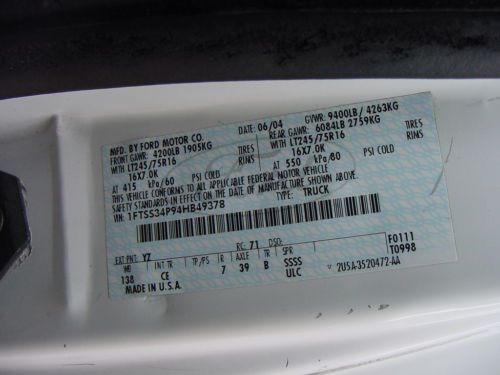 MFD. BY FORD MOTOR CO.
06/04
GVWR: 9400LB/ 4263KG
FRONT GAWR: 4200LB 1905KG
REAR GAWR: 6084LB 2759KG
WITH LT245/75R16 TIRES
WITH LT245/75R16 TIRES
16X7.0K RIMS
16X7.0K RIMS
AT 415 kPa/60 PSI COLD
AT 550 kPa/80 PSI COLD
THIS VEHICLE CONFORMS TO ALL APPLICABLE FEDERAL MOTOR VEHICLE
SAFETY STANDARDS IN EFFECT ON THE DATE OF MANUFACTURE SHOWN ABOVE
VIN: 1FTSS34P94HB49378
TYPE: TRUCK
F0111
T0998
EXT PNT: YZ RC: 71 DSO:
WB INT TR TP/PS R AXLE TR SPR
138 CE 7 39 B SSSS
ULC
MADE IN U.S.A.
2U5A-3520472-AA